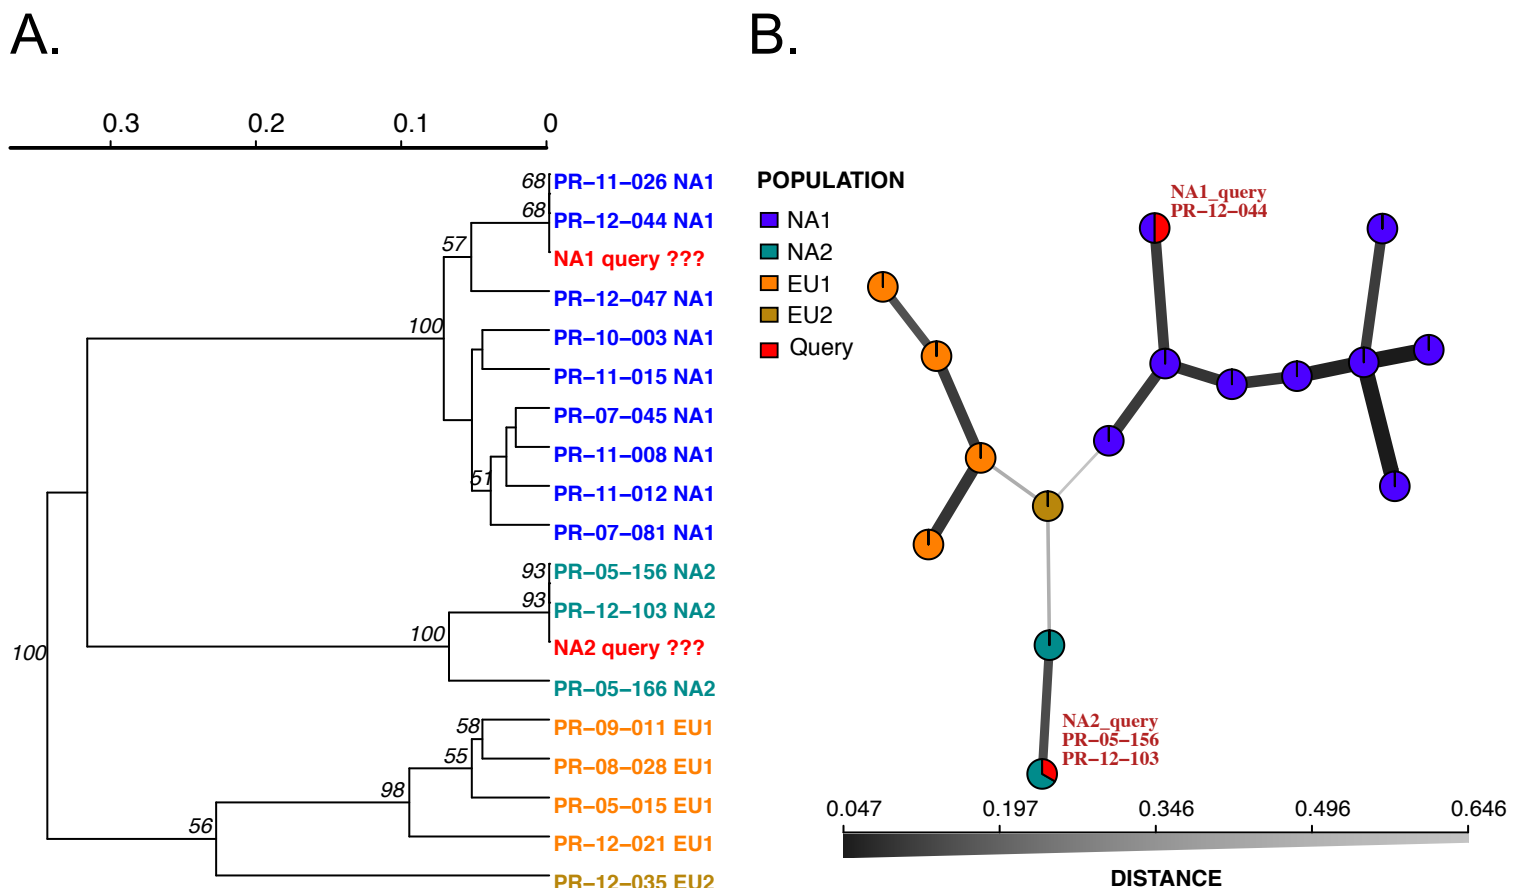 A.
0.3 0.2 0.1 0
68 PR−11−026 NA1
68 PR−12−044 NA1
NA1 query ???
57
PR−12−047 NA1
100
PR−10−003 NA1
PR−11−015 NA1
PR−07−045 NA1
PR−11−008 NA1
51
PR−11−012 NA1
PR−07−081 NA1
93 PR−05−156 NA2
93 PR−12−103 NA2
100
NA2 query ???
100
PR−05−166 NA2
58
PR−09−011 EU1
55
PR−08−028 EU1
98
PR−05−015 EU1
56
PR−12−021 EU1
PR−12−035 EU2
B.
POPULATION
NA1
NA2
EU1
EU2
Query
NA1_query
PR−12−044
NA2_query
PR−05−156
PR−12−103
0.047 0.197 0.346 0.496 0.646
DISTANCE